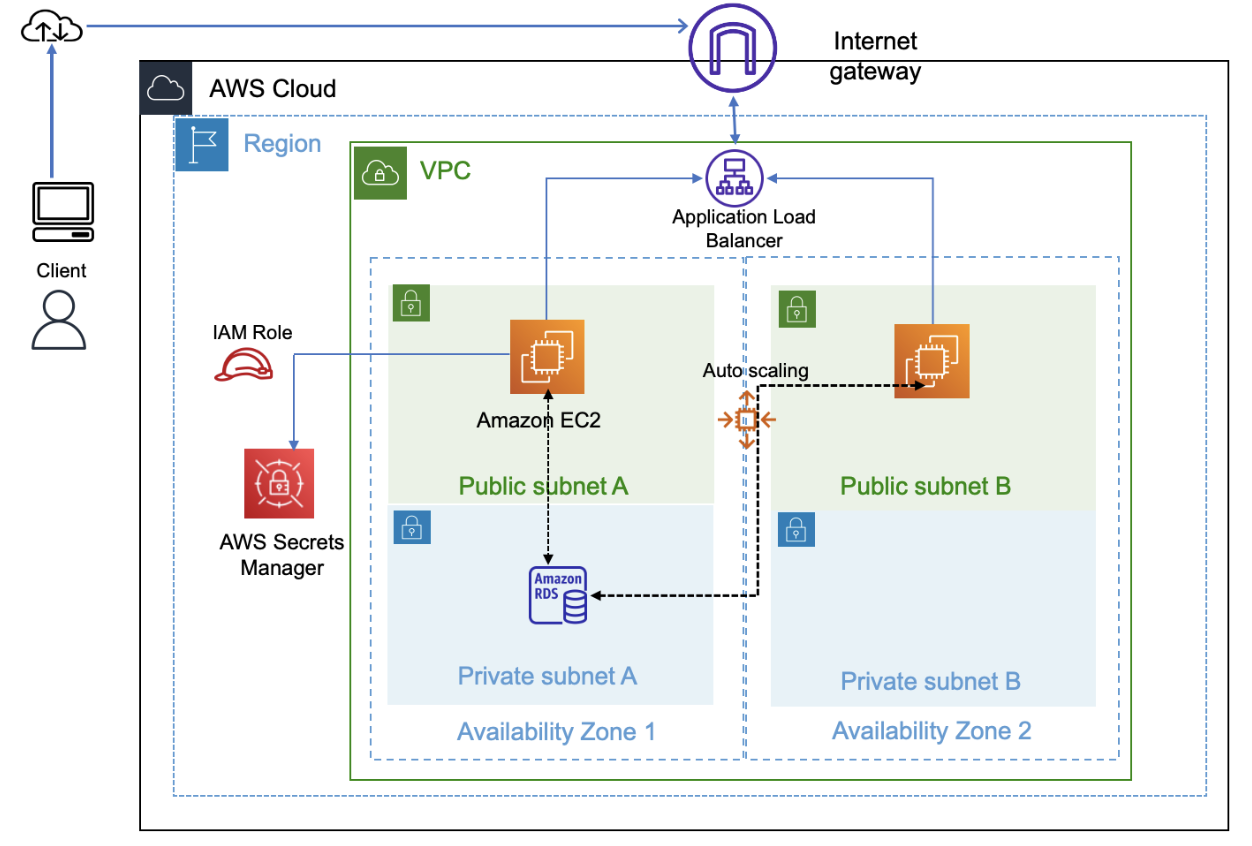 Internet
gateway
AWS Cloud
Region
VPC
Application Load
Balancer
Client
IAM Role
Auto scaling
Amazon EC2
Public subnet A
Public subnet B
AWS Secrets
Manager
Amazon
RDS
Private subnet A
Private subnet B
Availability Zone 1
Availability Zone 2